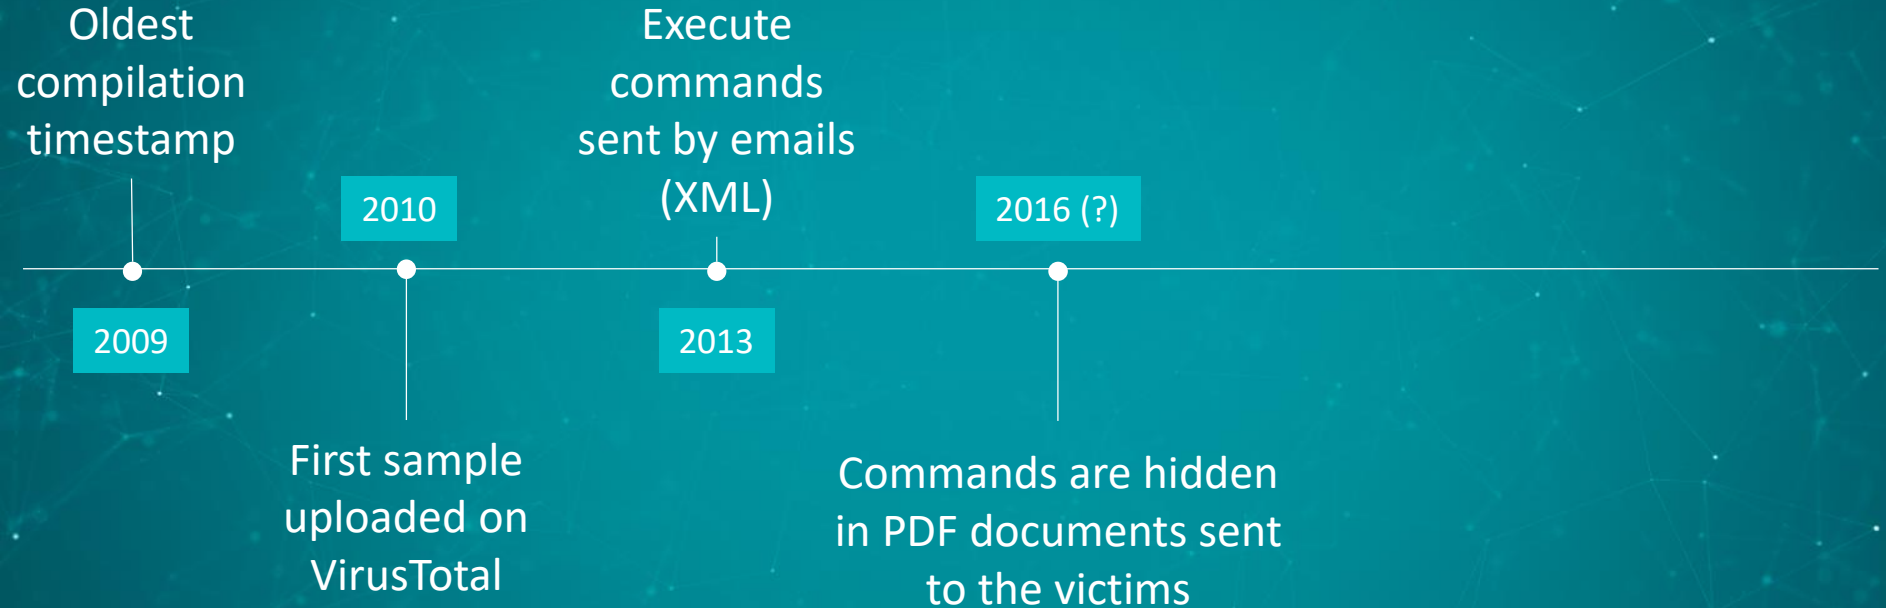 Oldest
compilation
timestamp
2009
2010
First sample
uploaded on
VirusTotal
Execute
commands
sent by emails
(XML)
2013
2016 (?)
Commands are hidden
in PDF documents sent
to the victims